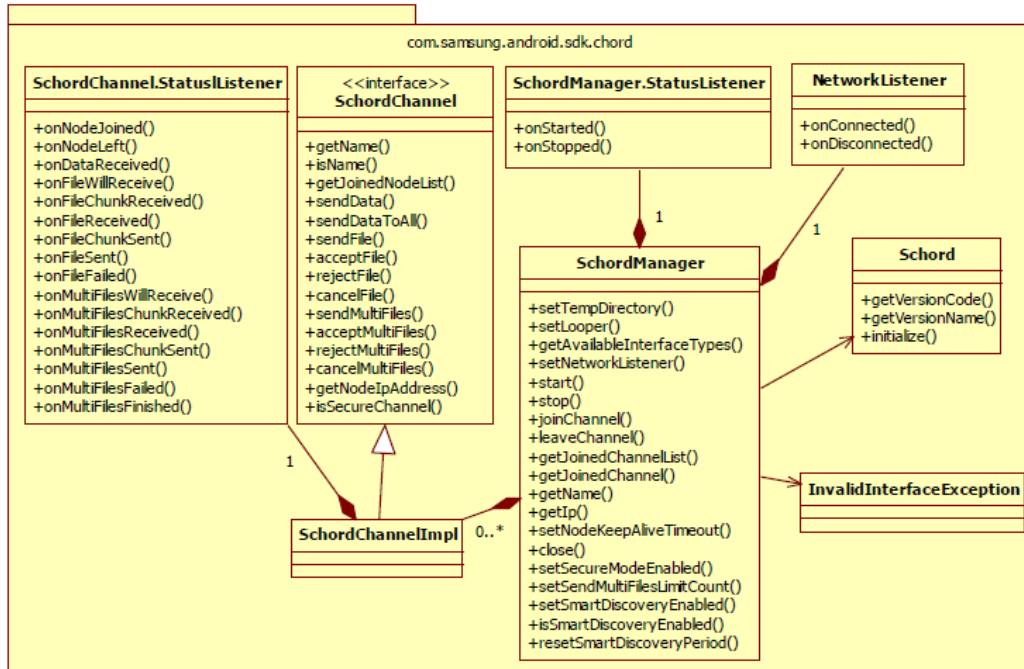 com.samsung.android.sdk.chord
SchordChannel.StatuslListener
+onNodeJoined()
+onNodeLeft()
+onDataReceived()
+onFileWillReceive()
+onFileChunkReceived()
+onFileReceived()
+onFileChunkSent()
+onFileSent()
+onFileFailed()
+onMultiFilesWillReceive()
+onMultiFilesChunkReceived()
+onMultiFilesReceived()
+onMultiFilesChunkSent()
+onMultiFilesSent()
+onMultiFilesFailed()
+onMultiFilesFinished()
<<interface>>
SchordChannel
+getName()
+isName()
+getJoinedNodeList()
+sendData()
+sendDataToAll()
+sendFile()
+acceptFile()
+rejectFile()
+cancelFile()
+sendMultiFiles()
+acceptMultiFiles()
+rejectMultiFiles()
+cancelMultiFiles()
+getNodeIpAddress()
+isSecureChannel()
SchordManager.StatusListener
+onStarted()
+onStopped()
NetworkListener
+onConnected()
+onDisconnected()
1
1
SchordManager
+setTempDirectory()
+setLooper()
+getAvailableInterfaceTypes()
+setNetworkListener()
+start()
+stop()
+joinChannel()
+leaveChannel()
+getJoinedChannelList()
+getJoinedChannel()
+getName()
+getIp()
+setNodeKeepAliveTimeout()
+close()
+setSecureModeEnabled()
+setSendMultiFilesLimitCount()
+setSmartDiscoveryEnabled()
+isSmartDiscoveryEnabled()
+resetSmartDiscoveryPeriod()
Schord
+getVersionCode()
+getVersionName()
+initialize()
InvalidInterfaceException
1
SchordChannelImpl
0..*